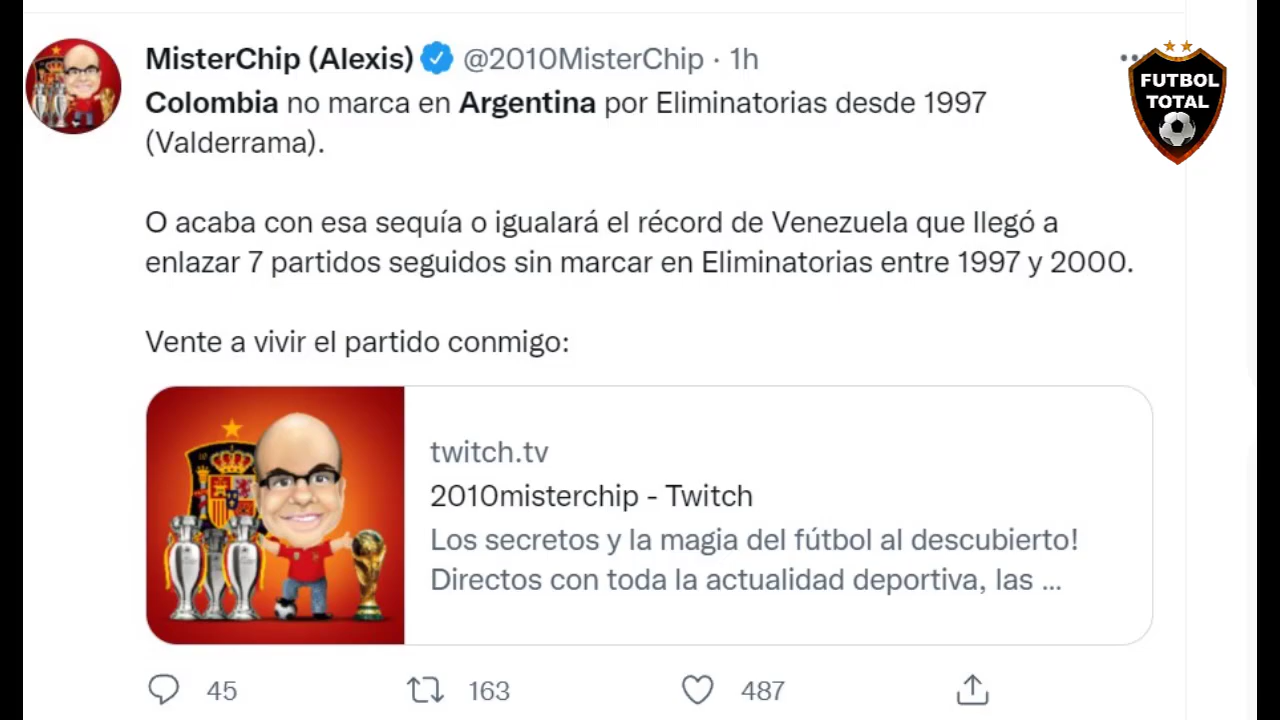 MisterChip (Alexis) @2010MisterChip · 1h
Colombia no marca en Argentina por Eliminatorias desde 1997
(Valderrama).
O acaba con esa sequía o igualará el récord de Venezuela que llegó a
enlazar 7 partidos seguidos sin marcar en Eliminatorias entre 1997 y 2000.
Vente a vivir el partido conmigo:
twitch.tv
2010misterchip - Twitch
Los secretos y la magia del fútbol al descubierto!
Directos con toda la actualidad deportiva, las ...
45 163 487
FUTBOL
TOTAL